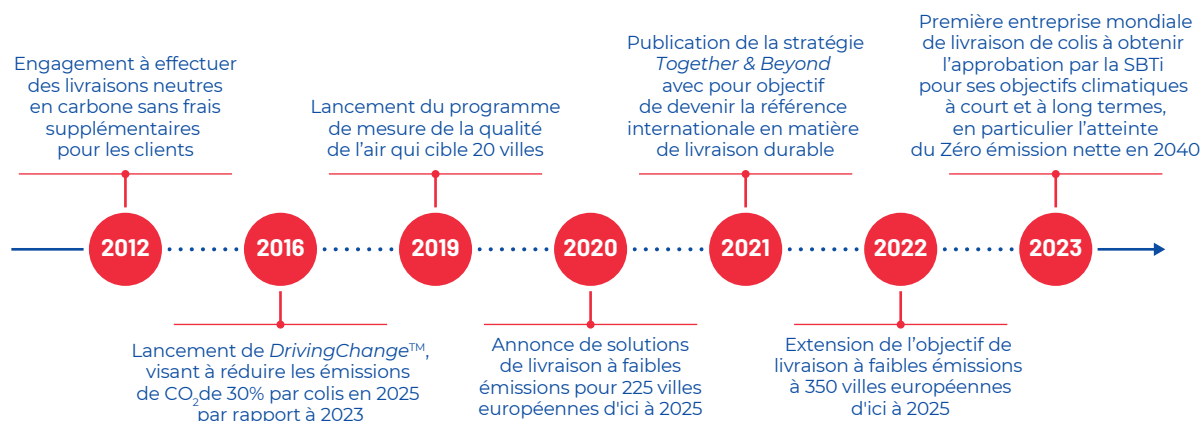 Engagement à effectuer
des livraisons neutres
en carbone sans frais
supplémentaires
pour les clients
Lancement du programme
de mesure de la qualité
de l'air qui cible 20 villes
Publication de la stratégie
Together & Beyond
avec pour objectif
de devenir la référence
internationale en matière
de livraison durable
Première entreprise mondiale
de livraison de colis à obtenir
l'approbation par la SBTi
pour ses objectifs climatiques
à court et à long termes,
en particulier l'atteinte
du Zéro émission nette en 2040
2012
2016
2019
2020
2021
2022
2023
Lancement de DrivingChange™,
visant à réduire les émissions
de CO₂de 30% par colis en 2025
par rapport à 2023
Annonce de solutions
de livraison à faibles
émissions pour 225 villes
européennes d'ici à 2025
Extension de l'objectif de
livraison à faibles émissions
à 350 villes européennes
d'ici à 2025